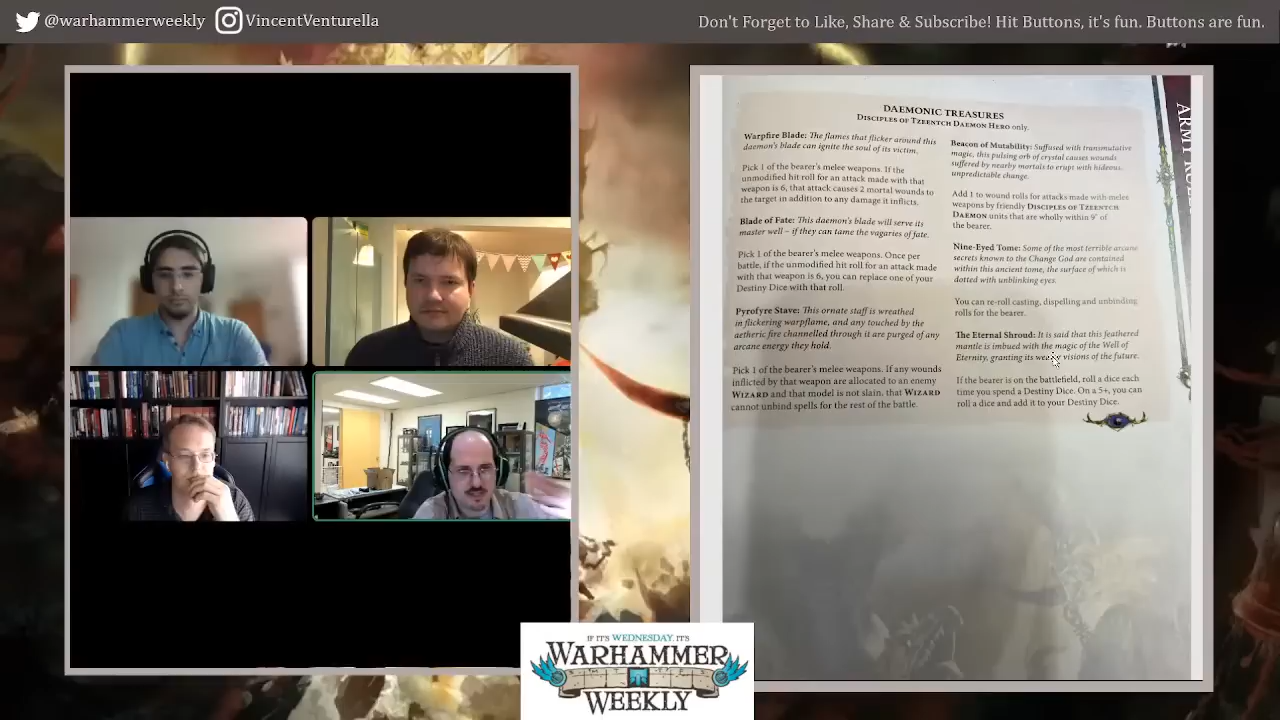 @warhammerweekly VincentVenturella
Don't Forget to Like, Share & Subscribe! Hit Buttons, it's fun. Buttons are fun.
DAEMONIC TREASURES
DISCIPLES OF TZEENTCH DAEMON HERO only.
Warpfire Blade: The flames that flicker around this
daemon's blade can ignite the soul of its victim.
Pick 1 of the bearer's melee weapons. If the
unmodified hit roll for an attack made with that
weapon is 6, that attack causes 2 mortal wounds to
the target in addition to any damage it inflicts.
Blade of Fate: This daemon's blade will serve its
master well – if they can tame the vagaries of fate.
Pick 1 of the bearer's melee weapons. Once per
battle, if the unmodified hit roll for an attack made
with that weapon is 6, you can replace one of your
Destiny Dice with that roll.
Pyrofyre Stave: This ornate staff is wreathed
in flickering warpflame, and any touched by the
aetheric fire channelled through it are purged of any
arcane energy they hold.
Pick 1 of the bearer's melee weapons. If any wounds
inflicted by that weapon are allocated to an enemy
WIZARD and that model is not slain, that WIZARD
cannot unbind spells for the rest of the battle.
Beacon of Mutability: Suffused with transmutative
magic, this pulsing orb of crystal causes wounds
suffered by nearby mortals to erupt with hideous,
unpredictable change.
Add 1 to wound rolls for attacks made with melee
weapons by friendly DISCIPLES OF TZEENTCH
DAEMON units that are wholly within 9" of
the bearer.
Nine-Eyed Tome: Some of the most terrible arcane
secrets known to the Change God are contained
within this ancient tome, the surface of which is
dotted with unblinking eyes.
You can re-roll casting, dispelling and unbinding
rolls for the bearer.
The Eternal Shroud: It is said that this feathered
mantle is imbued with the magic of the Well of
Eternity, granting its visions of the future.
If the bearer is on the battlefield, roll a dice each
time you spend a Destiny Dice. On a 5+, you can
roll a dice and add it to your Destiny Dice.
ARMY
IF IT'S WEDNESDAY, IT'S
WARHAMMER
WEEKLY